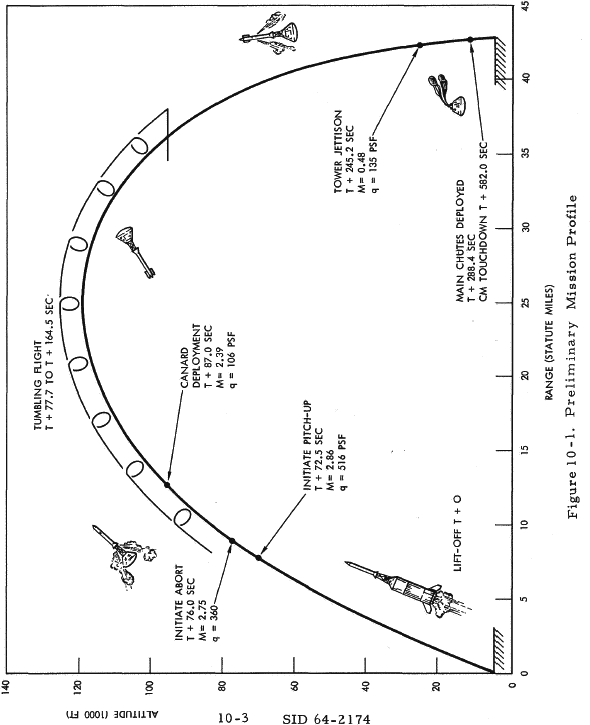 TUMBLING FLIGHT
T + 77.7 TO T + 164.5 SEC
INITIATE ABORT
T + 76.0 SEC
M = 2.75
q = 360
CANARD
DEPLOYMENT
T + 87.0 SEC
M = 2.39
q = 106 PSF
INITIATE PITCH-UP
T + 72.5 SEC
M = 2.86
q = 516 PSF
LIFT-OFF T + O
TOWER JETTISON
T + 245.2 SEC
M = 0.48
q = 135 PSF
MAIN CHUTES DEPLOYED
T + 288.4 SEC
CM TOUCHDOWN T + 582.0 SEC
ALTITUDE (1000 FT)
140
120
100
80
60
40
20
0
0
5
10
15
20
25
30
35
40
45
RANGE (STATUTE MILES)
Figure 10-1. Preliminary Mission Profile
10-3
SID 64-2174